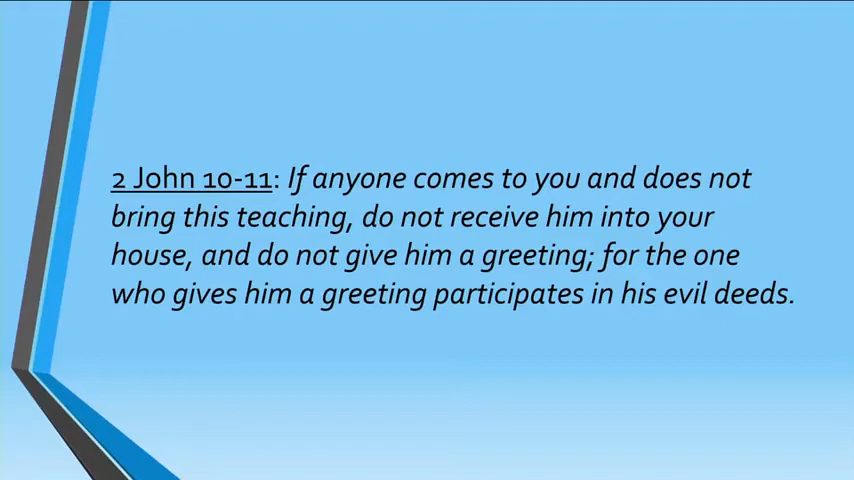 2 John 10-11: If anyone comes to you and does not
bring this teaching, do not receive him into your
house, and do not give him a greeting; for the one
who gives him a greeting participates in his evil deeds.